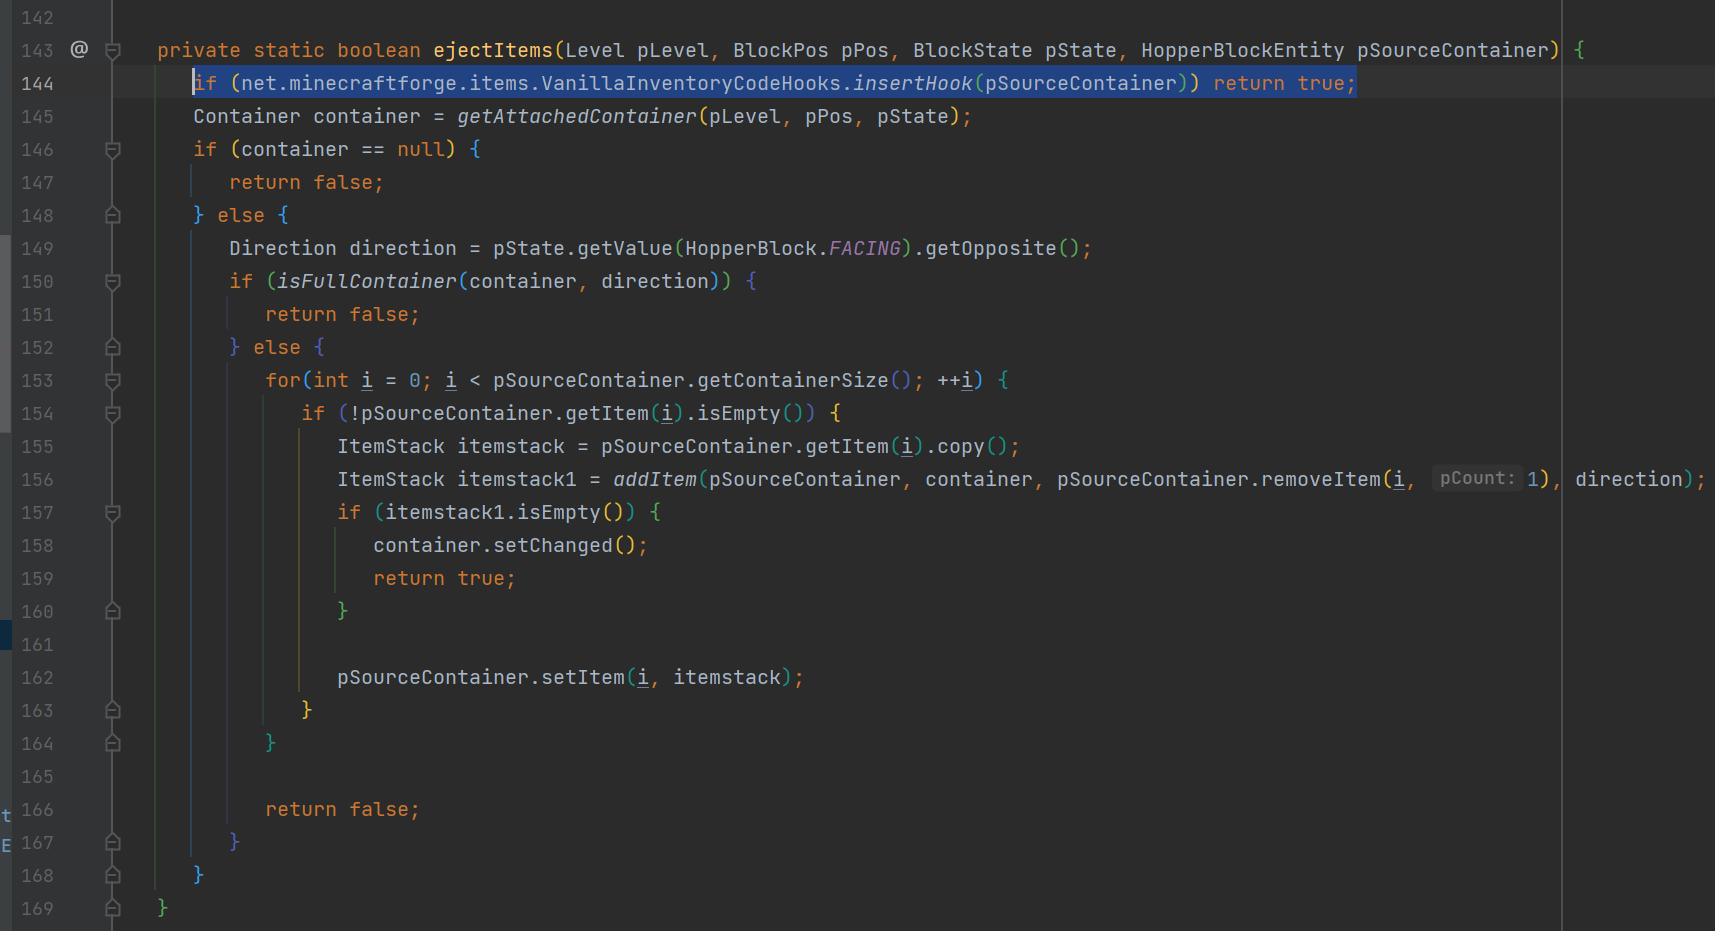 142
143 @ private static boolean ejectItems(Level pLevel, BlockPos pPos, BlockState pState, HopperBlockEntity pSourceContainer) {
144 if (net.minecraftforge.items.VanillaInventoryCodeHooks.insertHook(pSourceContainer)) return true;
145 Container container = getAttachedContainer(pLevel, pPos, pState);
146 if (container == null) {
147 return false;
148 } else {
149 Direction direction = pState.getValue(HopperBlock.FACING).getOpposite();
150 if (isFullContainer(container, direction)) {
151 return false;
152 } else {
153 for(int i = 0; i < pSourceContainer.getContainerSize(); ++i) {
154 if (!pSourceContainer.getItem(i).isEmpty()) {
155 ItemStack itemstack = pSourceContainer.getItem(i).copy();
156 ItemStack itemstack1 = addItem(pSourceContainer, container, pSourceContainer.removeItem(i, pCount: 1), direction);
157 if (itemstack1.isEmpty()) {
158 container.setChanged();
159 return true;
160 }
161
162 pSourceContainer.setItem(i, itemstack);
163 }
164 }
165
t 166 return false;
E 167 }
168 }
169 }